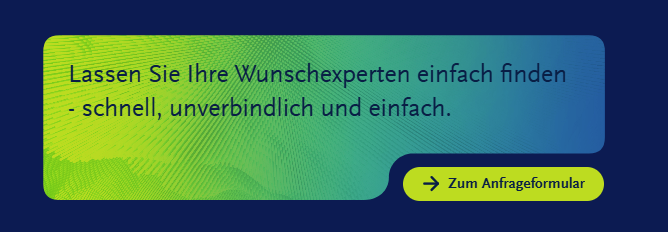 Lassen Sie Ihre Wunschexperten einfach finden
- schnell, unverbindlich und einfach.
Zum Anfrageformular